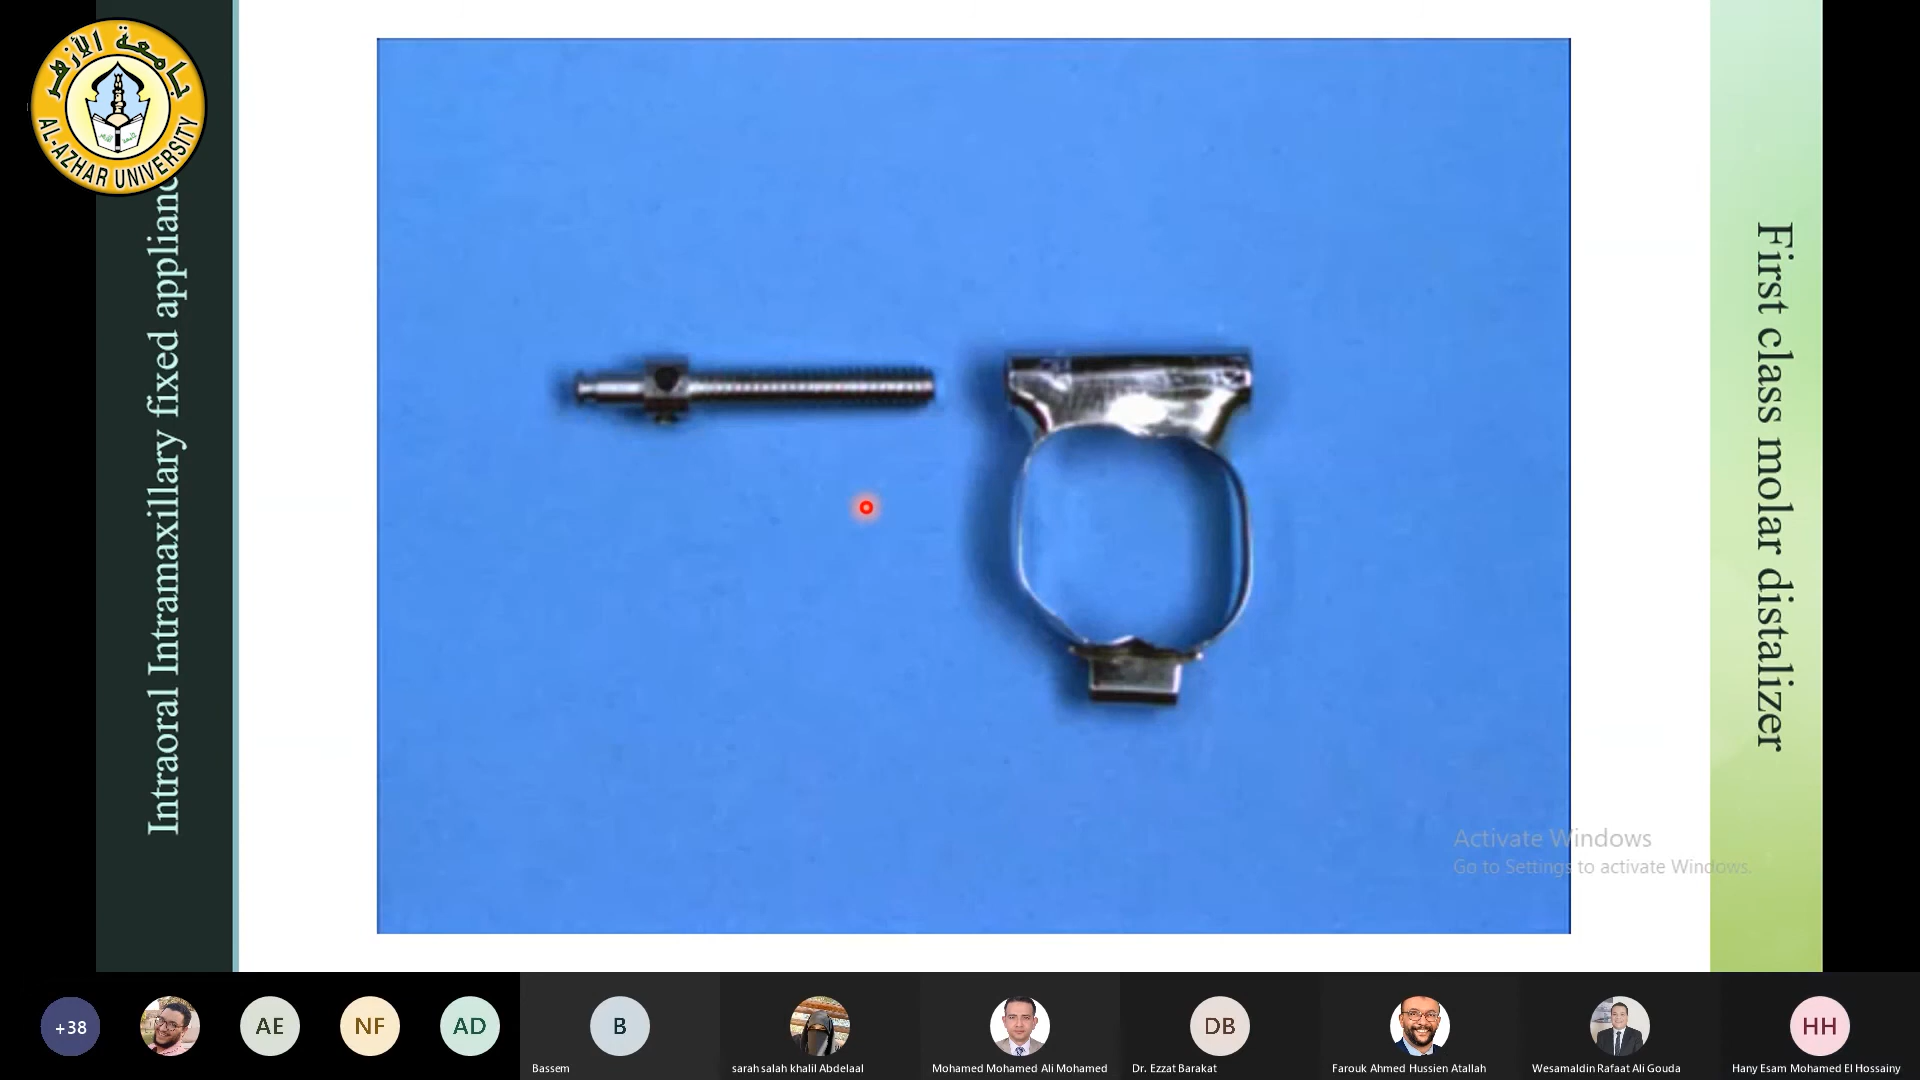 جامعة الأزهر
AL-AZHAR UNIVERSITY
Intraoral Intramaxillary fixed applianc
First class molar distalizer
Activate Windows
Go to Settings to activate Windows.
+38
AE
NF
AD
B
DB
HH
Bassem
sarah salah khalil Abdelaal
Mohamed Mohamed Ali Mohamed
Dr. Ezzat Barakat
Farouk Ahmed Hussien Atallah
Wesamaldin Rafaat Ali Gouda
Hany Esam Mohamed El Hossainy